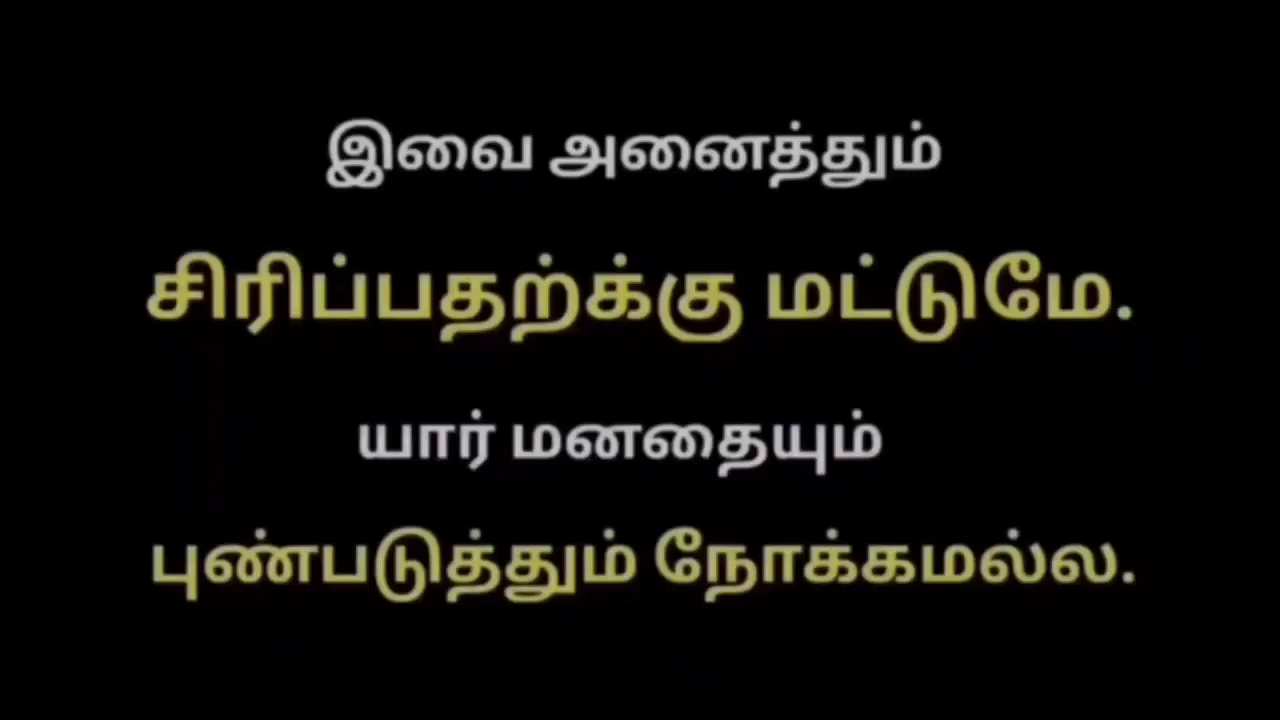 இவை அனைத்தும்
சிரிப்பதற்க்கு மட்டுமே.
யார் மனதையும்
புண்படுத்தும் நோக்கமல்ல.